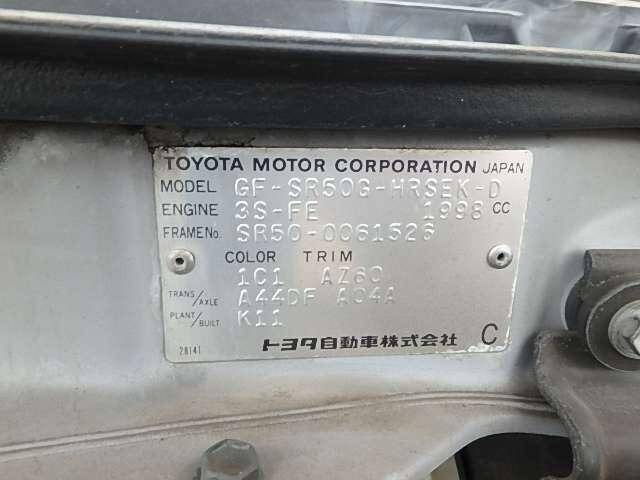 TOYOTA MOTOR CORPORATION JAPAN
MODEL GF-SR50G-HRSEK-D
ENGINE 3S-FE 1998 CC
FRAME No. SR50-0061526
COLOR TRIM
1C1 AZ60
TRANS/AXLE A44DF A04A
PLANT/BUILT K11
28141 トヨタ自動車株式会社 C